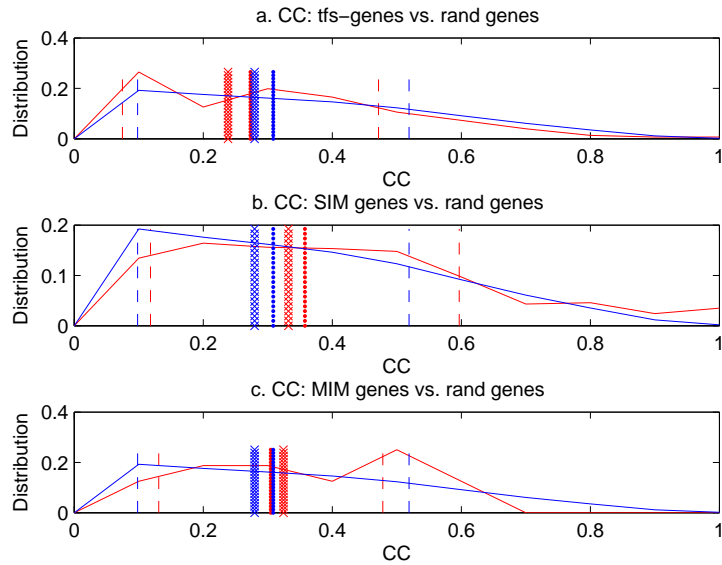 a. CC: tfs−genes vs. rand genes
0.4
0.2
0
Distribution
0 0.2 0.4 0.6 0.8 1
CC
b. CC: SIM genes vs. rand genes
0.2
0.1
0
Distribution
0 0.2 0.4 0.6 0.8 1
CC
c. CC: MIM genes vs. rand genes
0.4
0.2
0
Distribution
0 0.2 0.4 0.6 0.8 1
CC